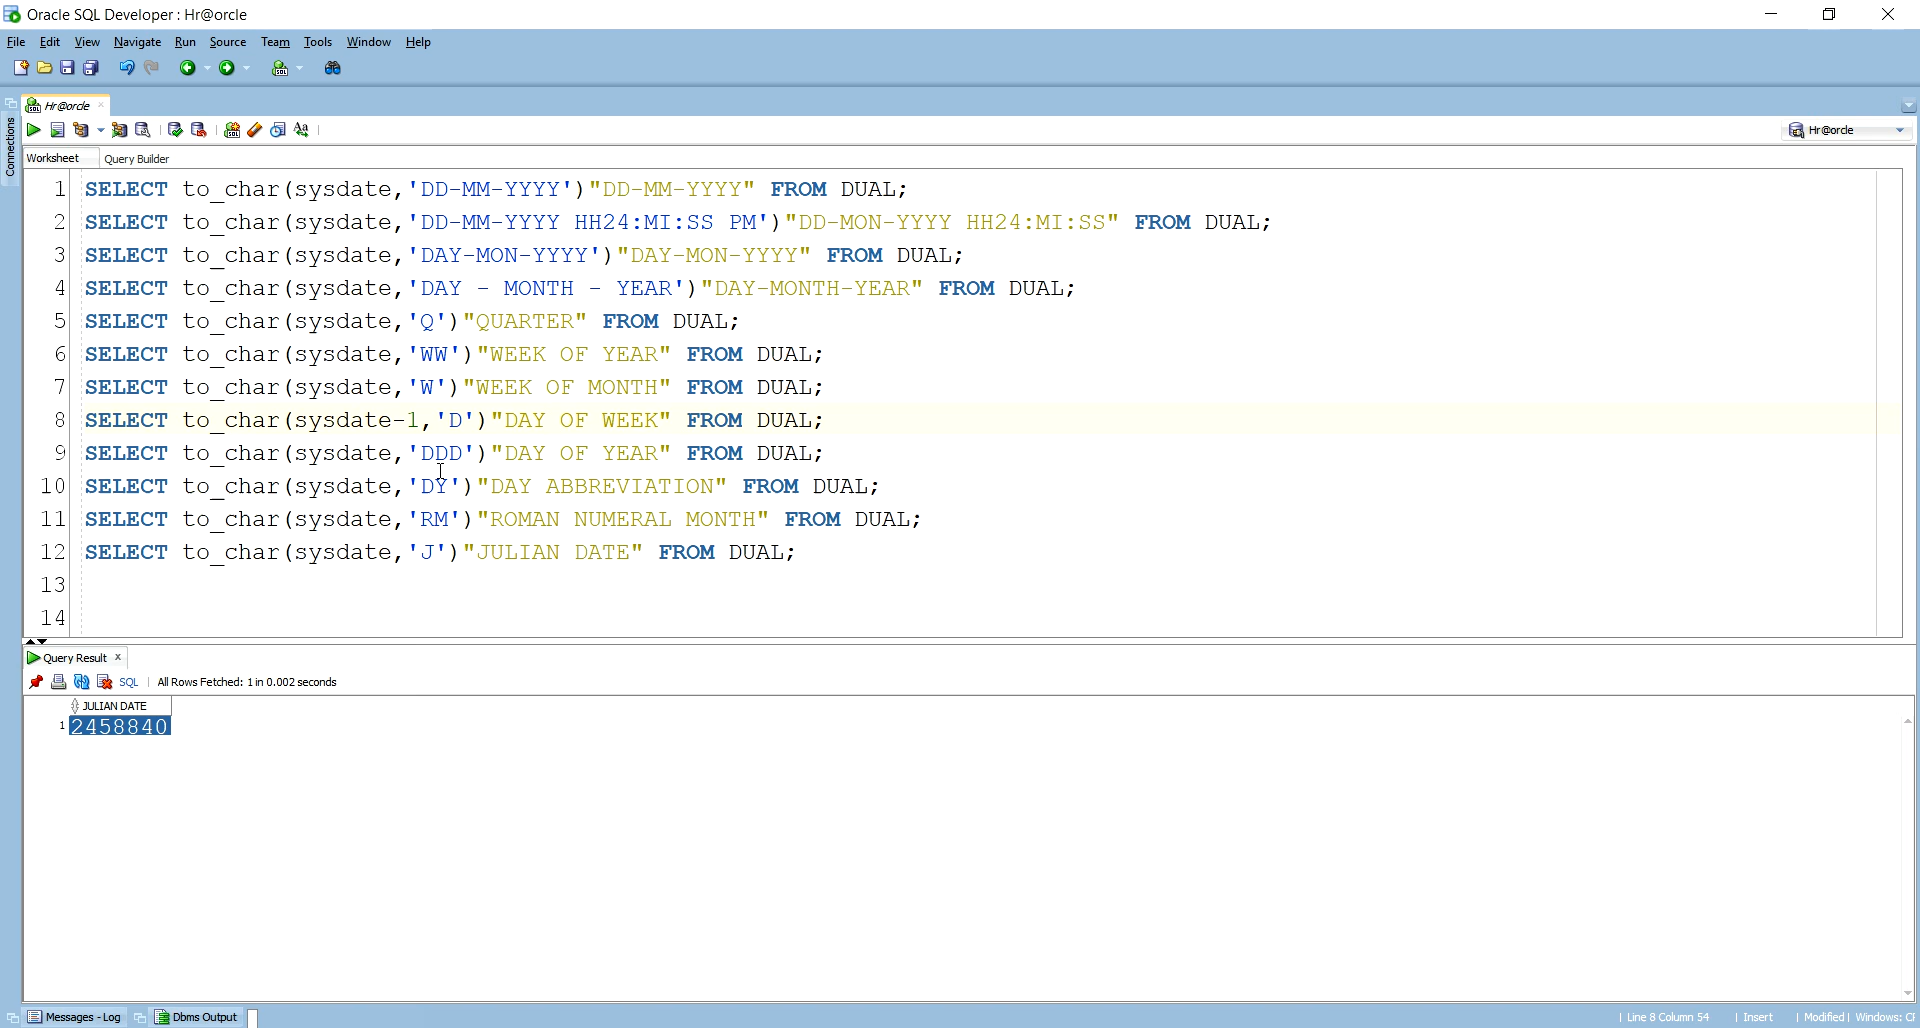 Oracle SQL Developer : Hr@orcle
File Edit View Navigate Run Source Team Tools Window Help
Hr@orcle
Connections
Hr@orcle
Worksheet Query Builder
1 SELECT to_char(sysdate,'DD-MM-YYYY')"DD-MM-YYYY" FROM DUAL;
2 SELECT to_char(sysdate,'DD-MM-YYYY HH24:MI:SS PM')"DD-MON-YYYY HH24:MI:SS" FROM DUAL;
3 SELECT to_char(sysdate,'DAY-MON-YYYY')"DAY-MON-YYYY" FROM DUAL;
4 SELECT to_char(sysdate,'DAY - MONTH - YEAR')"DAY-MONTH-YEAR" FROM DUAL;
5 SELECT to_char(sysdate,'Q')"QUARTER" FROM DUAL;
6 SELECT to_char(sysdate,'WW')"WEEK OF YEAR" FROM DUAL;
7 SELECT to_char(sysdate,'W')"WEEK OF MONTH" FROM DUAL;
8 SELECT to_char(sysdate-1,'D')"DAY OF WEEK" FROM DUAL;
9 SELECT to_char(sysdate,'DDD')"DAY OF YEAR" FROM DUAL;
10 SELECT to_char(sysdate,'DY')"DAY ABBREVIATION" FROM DUAL;
11 SELECT to_char(sysdate,'RM')"ROMAN NUMERAL MONTH" FROM DUAL;
12 SELECT to_char(sysdate,'J')"JULIAN DATE" FROM DUAL;
13
14
Query Result
SQL | All Rows Fetched: 1 in 0.002 seconds
JULIAN DATE
1 2458840
Messages - Log Dbms Output | Line 8 Column 54 | Insert | Modified | Windows: CR